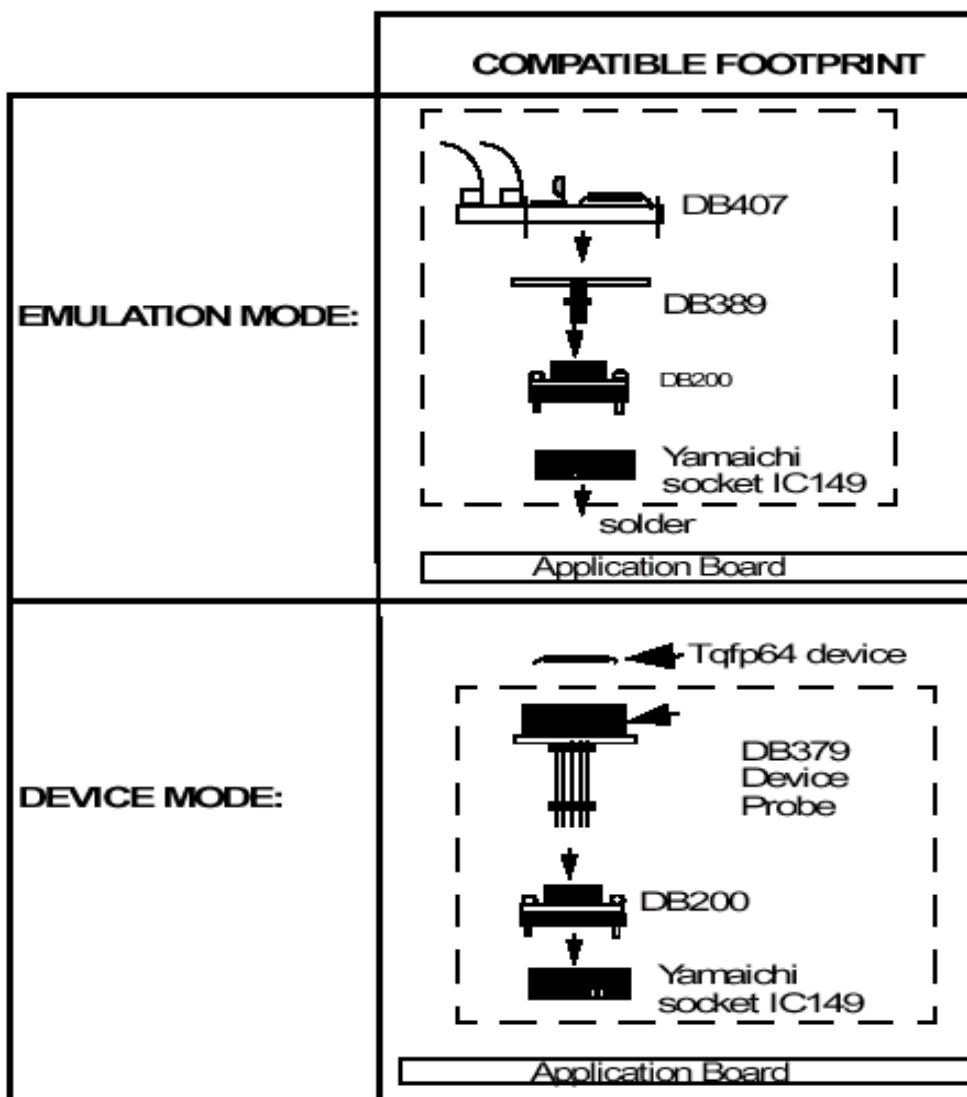 COMPATIBLE FOOTPRINT
EMULATION MODE:
DB407
DB389
DB200
Yamaichi
socket IC149
solder
Application Board
DEVICE MODE:
Tqfp64 device
DB379
Device
Probe
DB200
Yamaichi
socket IC149
Application Board